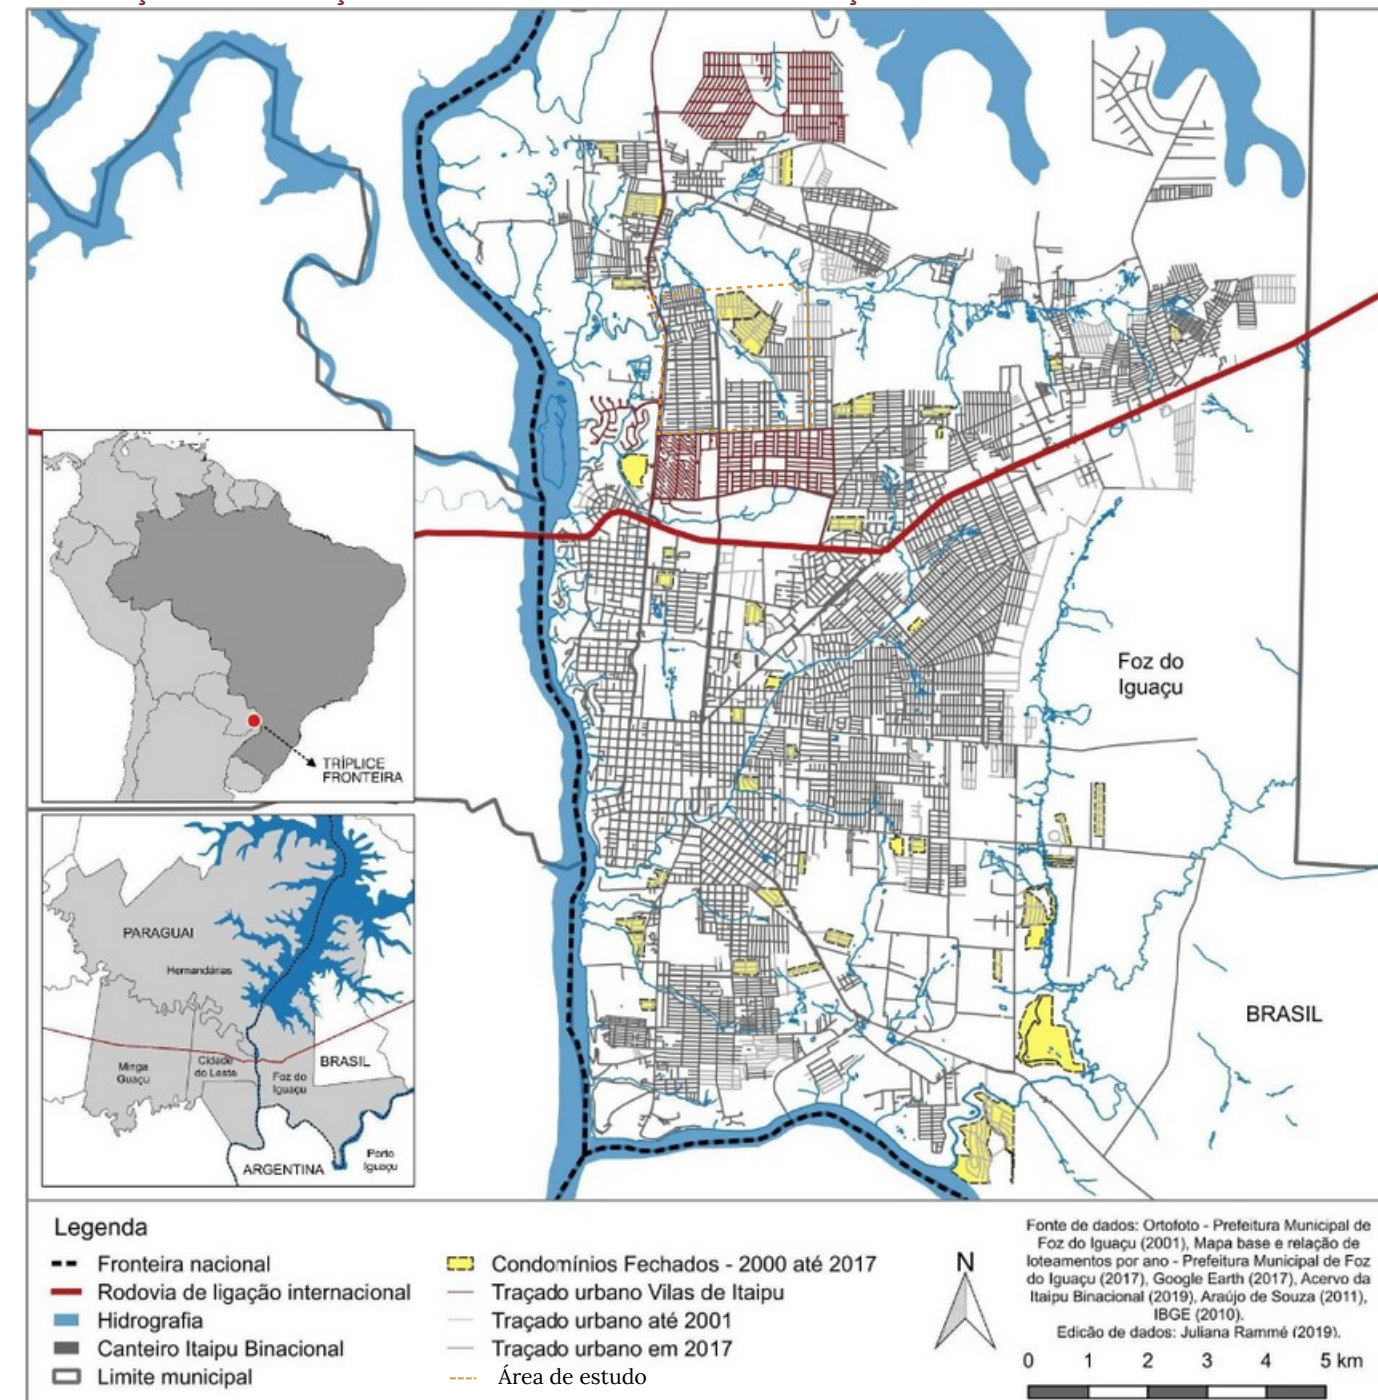 Foz do
Iguaçu
BRASIL
TRÍPLICE
FRONTEIRA
PARAGUAI
Hernandárias
Minga
Guaçu
Cidade
do Leste
Foz do
Iguaçu
BRASIL
ARGENTINA
Porto
Iguaçu
Legenda
Fronteira nacional
Rodovia de ligação internacional
Hidrografia
Canteiro Itaipu Binacional
Limite municipal
Condomínios Fechados - 2000 até 2017
Traçado urbano Vilas de Itaipu
Traçado urbano até 2001
Traçado urbano em 2017
Área de estudo
N
Fonte de dados: Ortofoto - Prefeitura Municipal de
Foz do Iguaçu (2001), Mapa base e relação de
loteamentos por ano - Prefeitura Municipal de Foz
do Iguaçu (2017), Google Earth (2017), Acervo da
Itaipu Binacional (2019), Araújo de Souza (2011),
IBGE (2010).
Edição de dados: Juliana Rammé (2019).
0 1 2 3 4 5 km